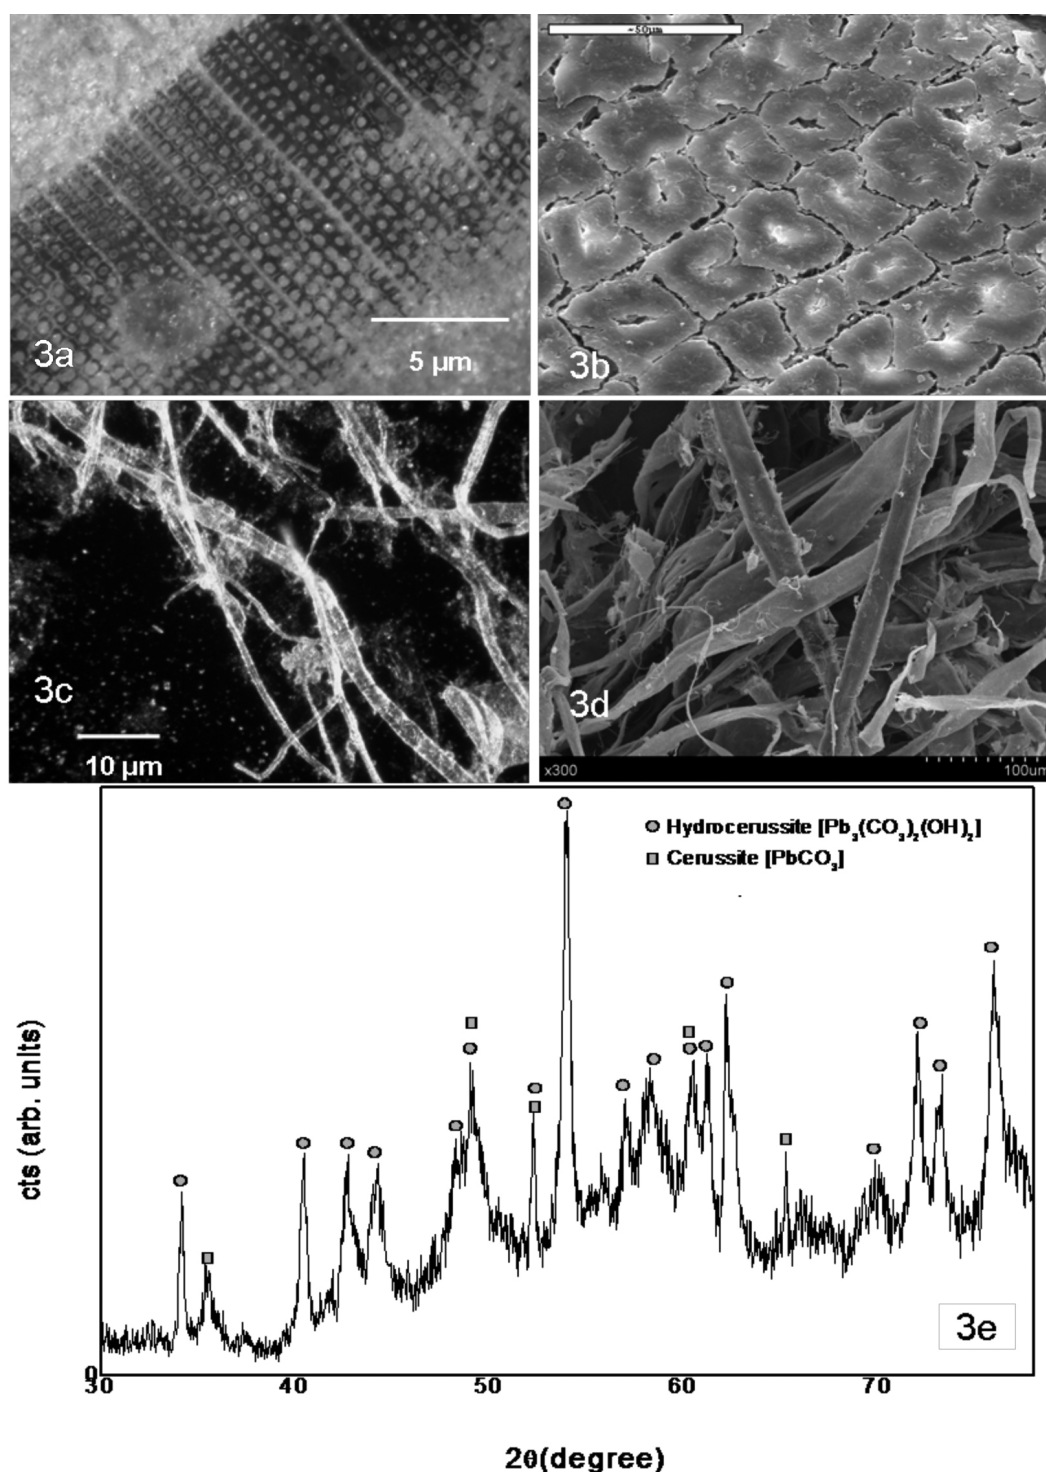 ~50μm
3a
5 μm
3b
3c
10 μm
3d
x300
100um
Hydrocerussite [Pb₃(CO₃)₂(OH)₂]
Cerussite [PbCO₃]
cts (arb. units)
3e
0
30 40 50 60 70
2θ(degree)